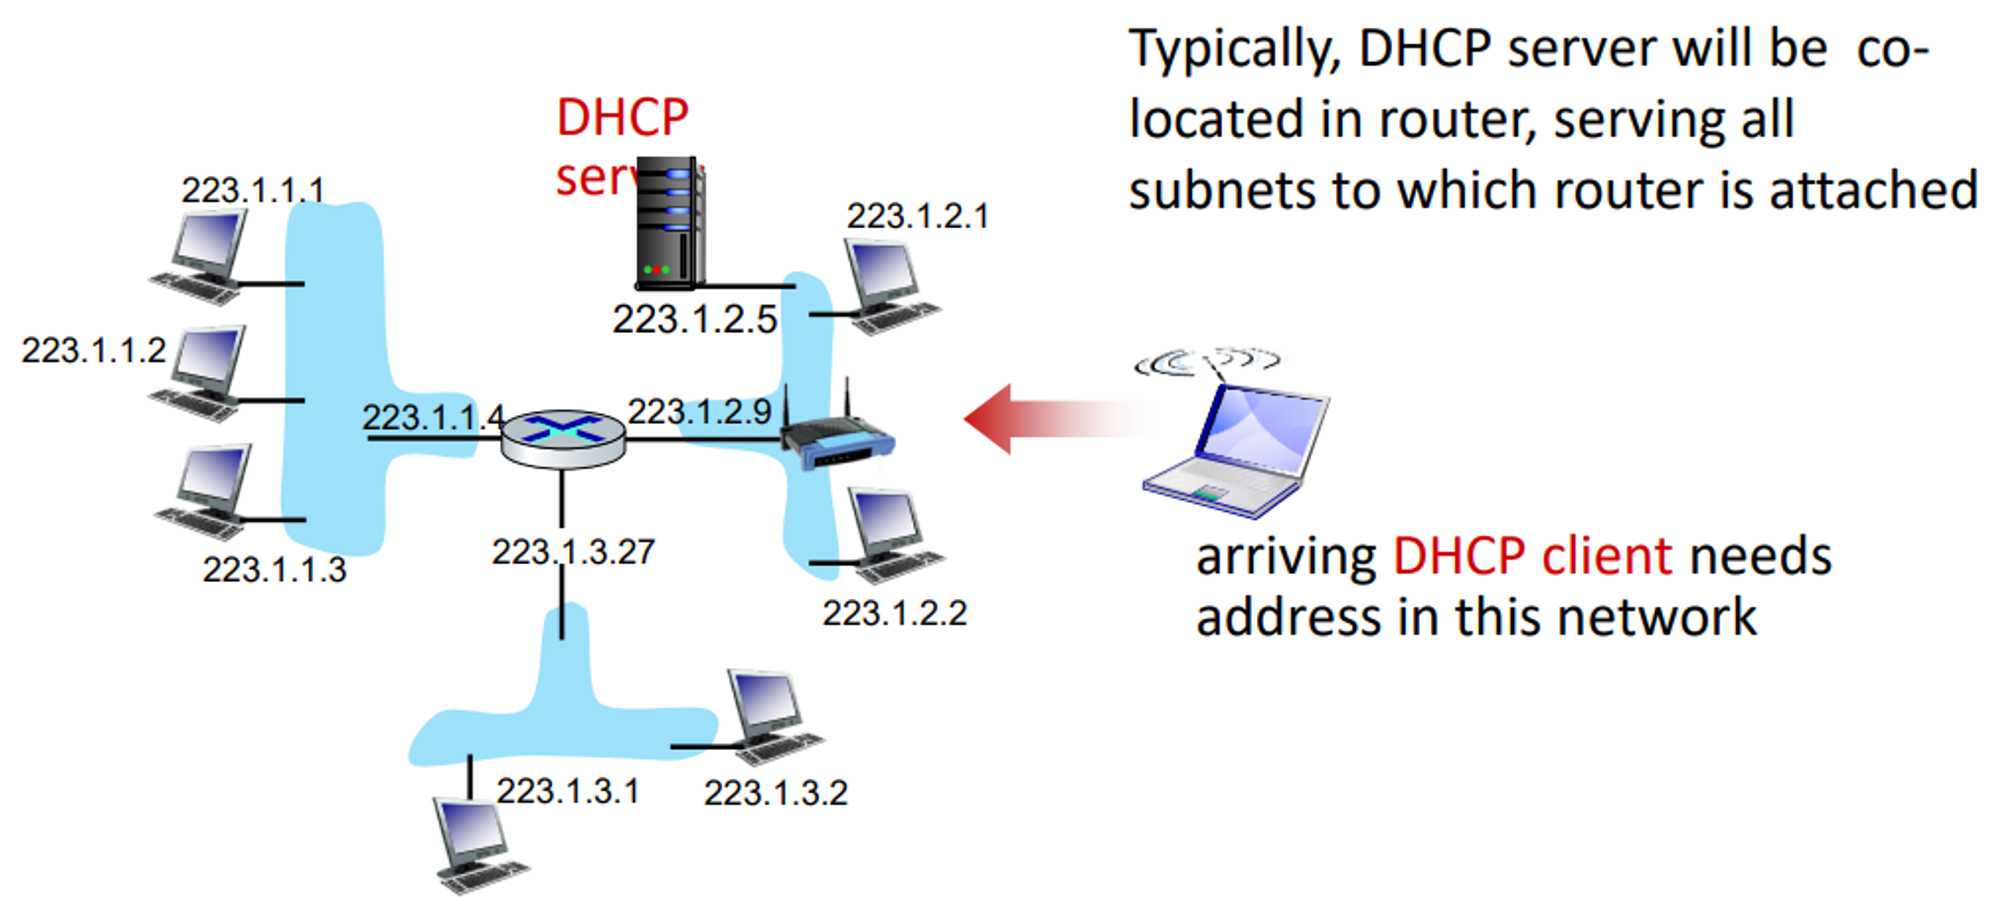 Typically, DHCP server will be co-
located in router, serving all
subnets to which router is attached
DHCP
223.1.1.1
223.1.2.1
223.1.2.5
223.1.1.2
223.1.1.4
223.1.2.9
223.1.3.27
223.1.1.3
223.1.2.2
arriving DHCP client needs
address in this network
223.1.3.1
223.1.3.2